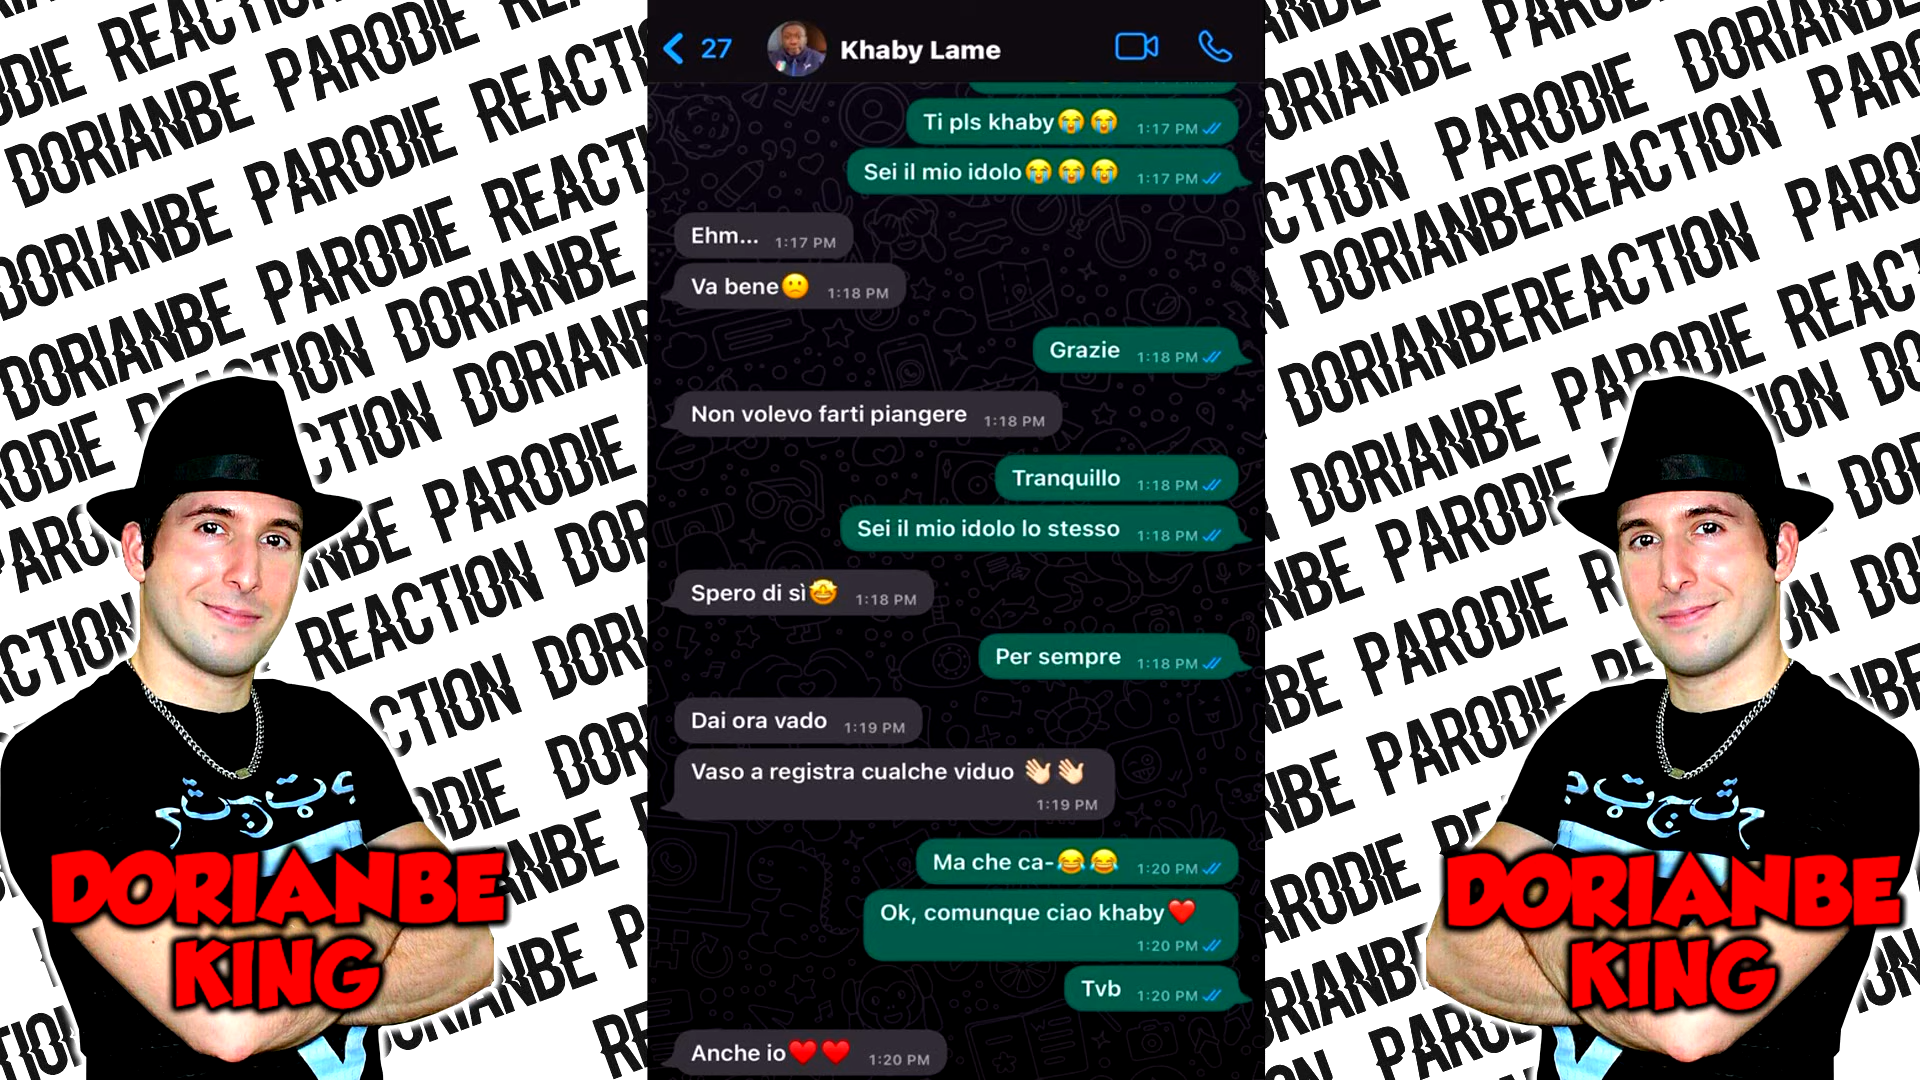 27
Khaby Lame
Ti pls khaby😭😭 1:17 PM
Sei il mio idolo😭😭😭 1:17 PM
Ehm... 1:17 PM
Va bene🙁 1:18 PM
Grazie 1:18 PM
Non volevo farti piangere 1:18 PM
Tranquillo 1:18 PM
Sei il mio idolo lo stesso 1:18 PM
Spero di sì🤩 1:18 PM
Per sempre 1:18 PM
Dai ora vado 1:19 PM
Vaso a registra cualche viduo 👋🏻👋🏻
1:19 PM
Ma che ca-😂😂 1:20 PM
Ok, comunque ciao khaby❤️
1:20 PM
Tvb 1:20 PM
Anche io❤️❤️ 1:20 PM
DORIANBE
KING
DORIANBE
KING
DORIANBE PARODIE REACTION
DORIANBE PARODIE REACTION
DORIANBEREACTION